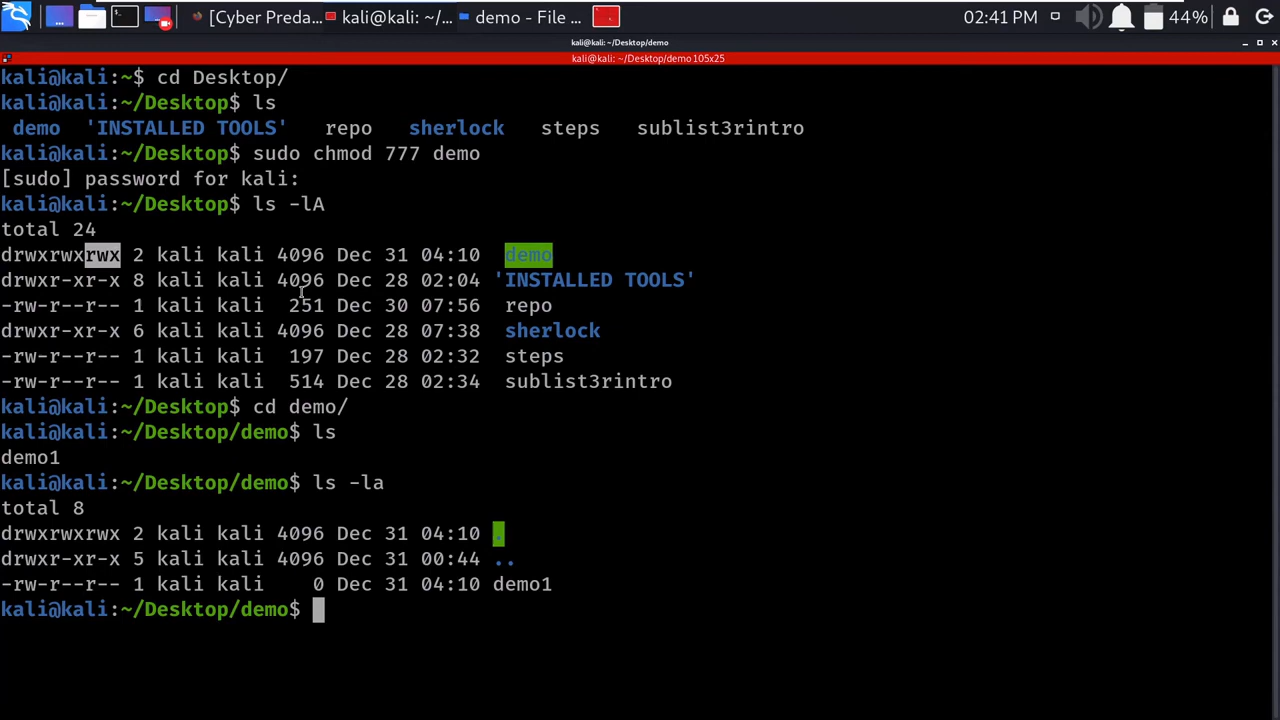 [Cyber Preda... kali@kali: ~/... demo - File ... 02:41 PM 44%
kali@kali: ~/Desktop/demo
kali@kali: ~/Desktop/demo 105x25
kali@kali:~$ cd Desktop/
kali@kali:~/Desktop$ ls
demo 'INSTALLED TOOLS' repo sherlock steps sublist3rintro
kali@kali:~/Desktop$ sudo chmod 777 demo
[sudo] password for kali:
kali@kali:~/Desktop$ ls -lA
total 24
drwxrwxrwx 2 kali kali 4096 Dec 31 04:10 demo
drwxr-xr-x 8 kali kali 4096 Dec 28 02:04 'INSTALLED TOOLS'
-rw-r--r-- 1 kali kali 251 Dec 30 07:56 repo
drwxr-xr-x 6 kali kali 4096 Dec 28 07:38 sherlock
-rw-r--r-- 1 kali kali 197 Dec 28 02:32 steps
-rw-r--r-- 1 kali kali 514 Dec 28 02:34 sublist3rintro
kali@kali:~/Desktop$ cd demo/
kali@kali:~/Desktop/demo$ ls
demo1
kali@kali:~/Desktop/demo$ ls -la
total 8
drwxrwxrwx 2 kali kali 4096 Dec 31 04:10 .
drwxr-xr-x 5 kali kali 4096 Dec 31 00:44 ..
-rw-r--r-- 1 kali kali 0 Dec 31 04:10 demo1
kali@kali:~/Desktop/demo$